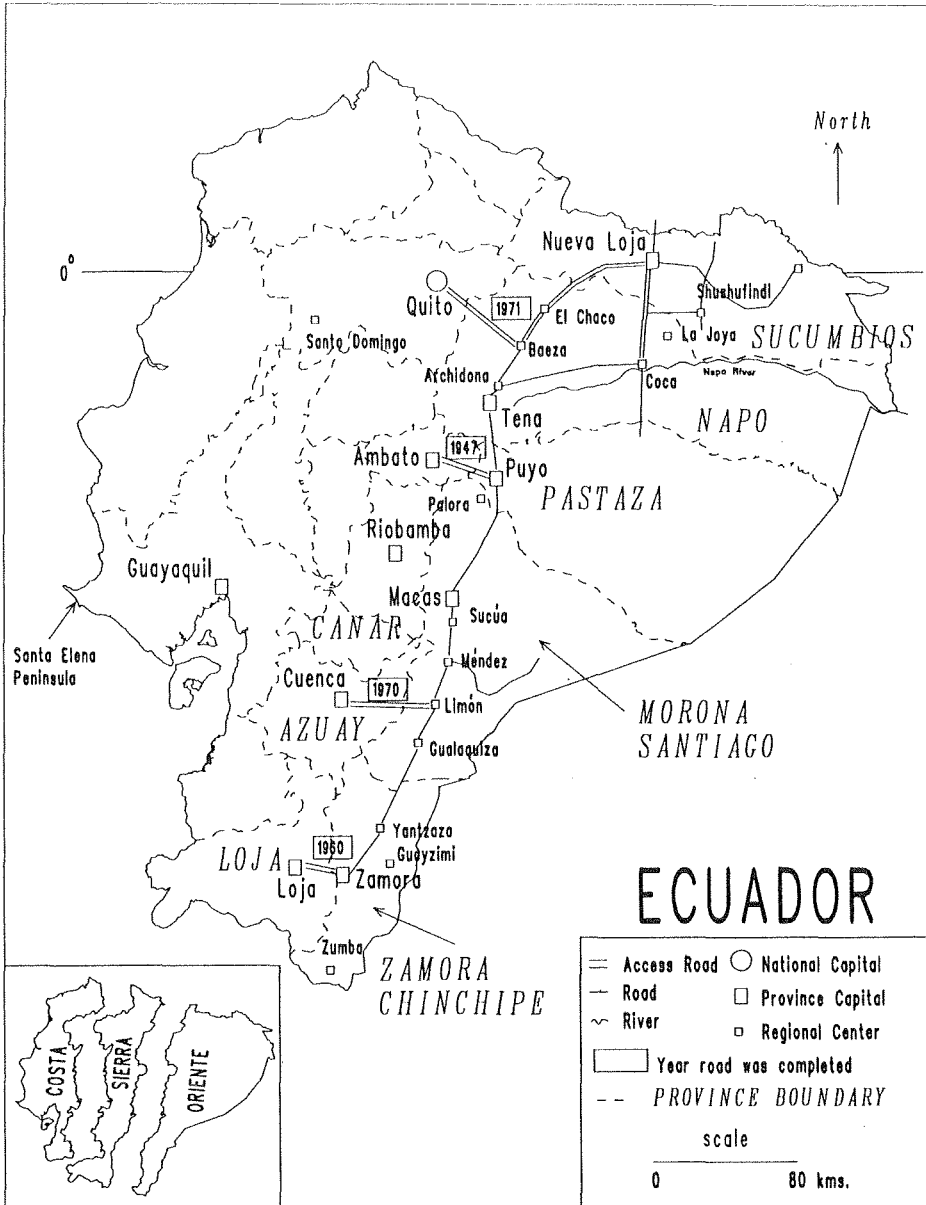 North
Nueva Loja
0°
Quito
1971
El Chaco
Shushufindi
Santo Domingo
Baeza
La Joya
SUCUMBIOS
Archidona
Coca
Napo River
Tena
NAPO
1947
Ambato
Puyo
Palora
PASTAZA
Riobamba
Guayaquil
Macas
CANAR
Sucúa
Santa Elena
Peninsula
Méndez
Cuenca
1970
Limón
MORONA
SANTIAGO
AZUAY
Gualaquiza
Yantzaza
1960
Gueyzimi
LOJA
Loja
Zamora
ECUADOR
Zumba
ZAMORA
CHINCHIPE
Access Road
National Capital
Road
Province Capital
River
Regional Center
Year road was completed
PROVINCE BOUNDARY
scale
0 80 kms.
COSTA
SIERRA
ORIENTE